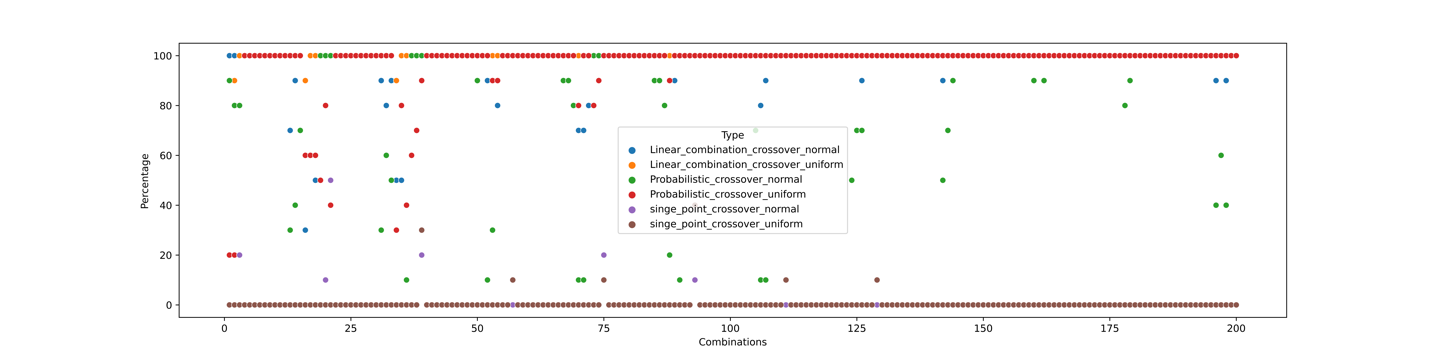 100
80
60
40
20
0
Percentage
Type
Linear_combination_crossover_normal
Linear_combination_crossover_uniform
Probabilistic_crossover_normal
Probabilistic_crossover_uniform
singe_point_crossover_normal
singe_point_crossover_uniform
0 25 50 75 100 125 150 175 200
Combinations